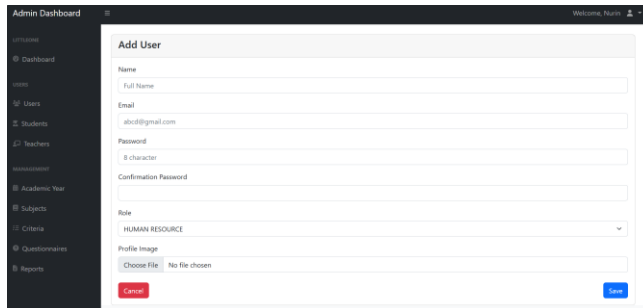 Admin Dashboard
Welcome, Nurin
Dashboard
USERS
Users
Students
Teachers
MANAGEMENT
Academic Year
Subjects
Criteria
Questionnaires
Reports
Add User
Name
Full Name
Email
abcd@gmail.com
Password
8 character
Confirmation Password
Role
HUMAN RESOURCE
Profile Image
Choose File No file chosen
Cancel
Save